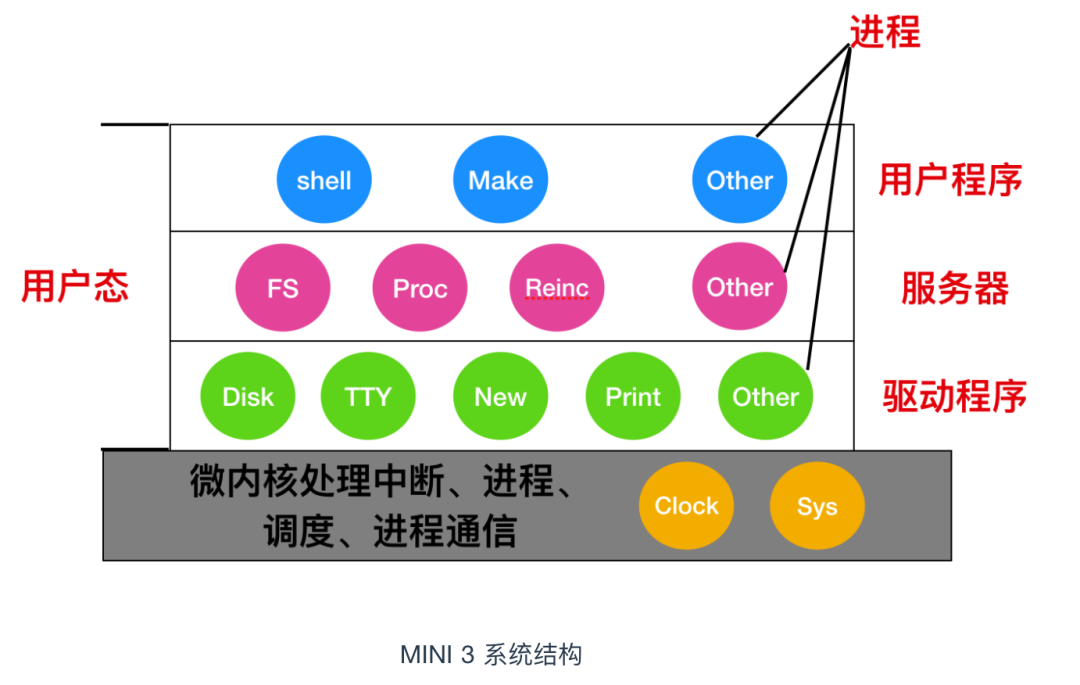 进程
shell Make Other 用户程序
用户态
FS Proc Reinc Other 服务器
Disk TTY New Print Other 驱动程序
微内核处理中断、进程、
调度、进程通信
Clock Sys
MINI 3 系统结构